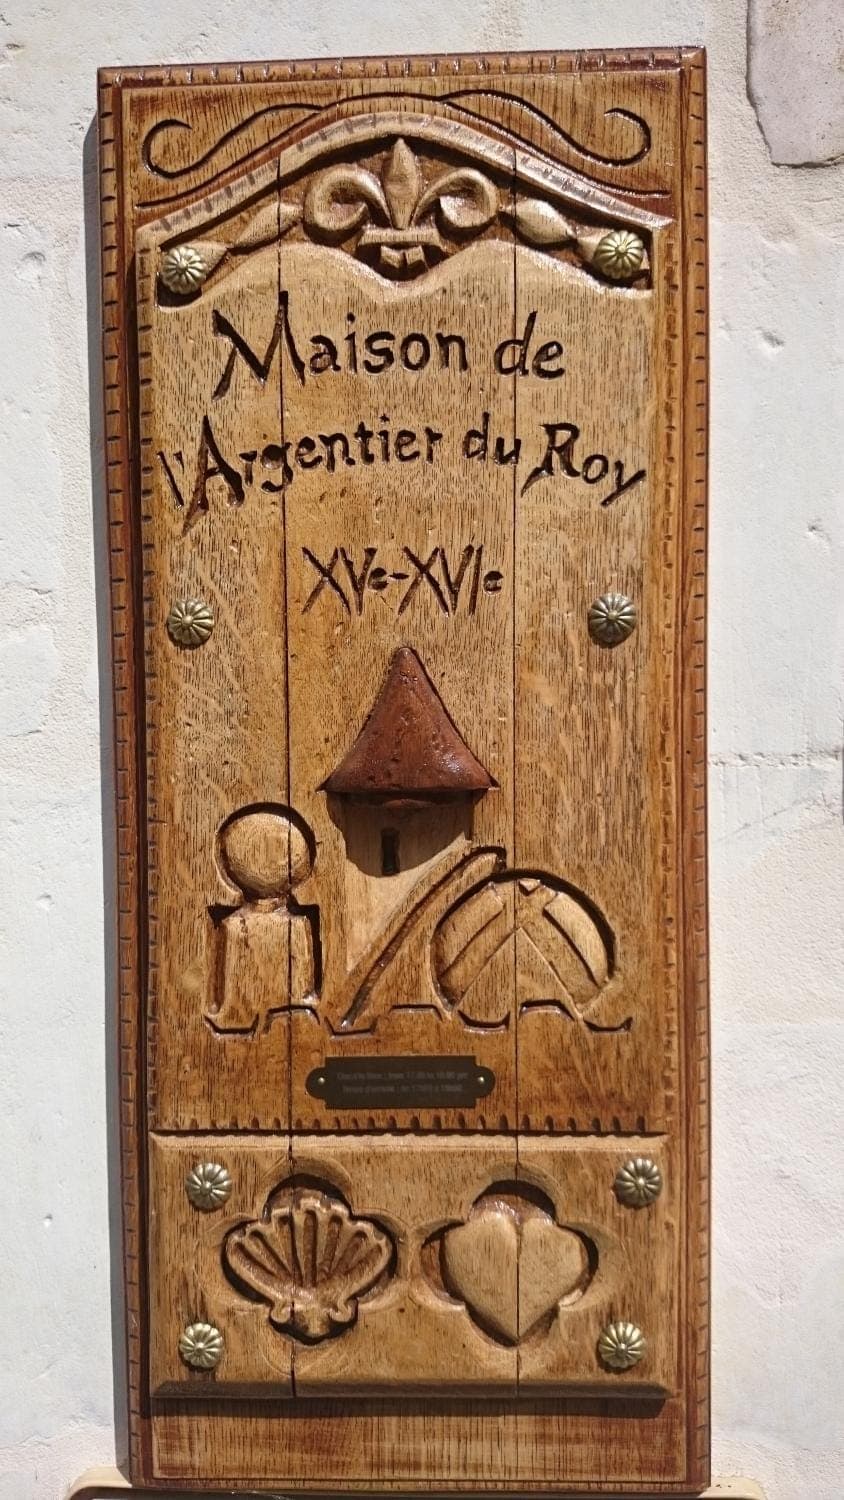 Maison de
l'Argentier du Roy
XVe-XVIe